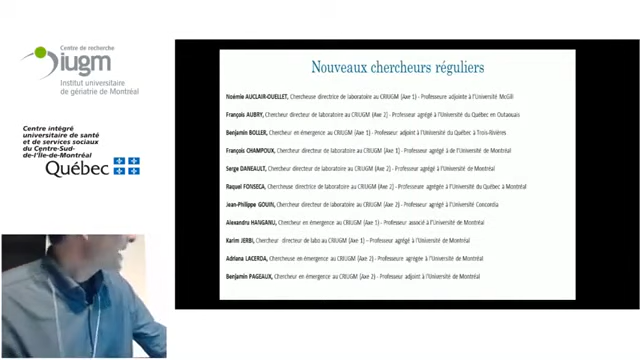 Centre de recherche
iugm
Institut universitaire
de gériatrie de Montréal
Centre intégré
universitaire de santé
et de services sociaux
du Centre-Sud-
de-l'Île-de-Montréal
Québec
Nouveaux chercheurs réguliers
Noémie AUCLAIR-OUELLET, Chercheuse directrice de laboratoire au CRIUGM (Axe 1) - Professeure adjointe à l'Université McGill
François AUBRY, Chercheur directeur de laboratoire au CRIUGM (Axe 2) - Professeur agrégé à l'Université du Québec en Outaouais
Benjamin BOLLER, Chercheur en émergence au CRIUGM (Axe 1) - Professeur adjoint à l'Université du Québec à Trois-Rivières
François CHAMPOUX, Chercheur directeur de laboratoire au CRIUGM (Axe 1) - Professeur agrégé à de l'Université de Montréal
Serge DANEAULT, Chercheur directeur de laboratoire au CRIUGM (Axe 2) - Professeur agrégé à l'Université de Montréal
Raquel FONSECA, Chercheuse directrice de laboratoire au CRIUGM (Axe 2) - Professeure agrégée à l'Université du Québec à Montréal
Jean-Philippe GOUIN, Chercheur directeur de laboratoire au CRIUGM (Axe 2) - Professeur agrégé à l'Université Concordia
Alexandru HANGANU, Chercheur en émergence au CRIUGM (Axe 1) - Professeur associé à l'Université de Montréal
Karim JERBI, Chercheur directeur de labo au CRIUGM (Axe 1) - Professeur agrégé à l'Université de Montréal
Adriana LACERDA, Chercheuse en émergence au CRIUGM (Axe 2) - Professeure agrégée à l'Université de Montréal
Benjamin PAGEAUX, Chercheur en émergence au CRIUGM (Axe 2) - Professeur adjoint à l'Université de Montréal